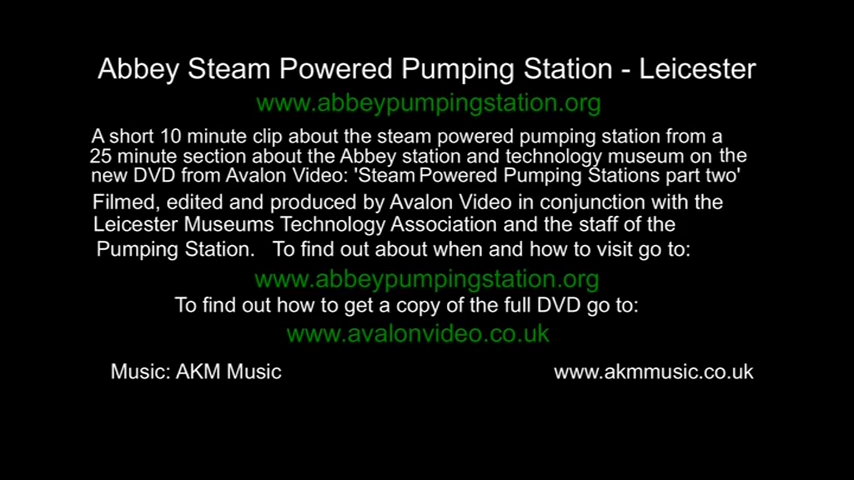 Abbey Steam Powered Pumping Station - Leicester
www.abbeypumpingstation.org
A short 10 minute clip about the steam powered pumping station from a
25 minute section about the Abbey station and technology museum on the
new DVD from Avalon Video: 'Steam Powered Pumping Stations part two'
Filmed, edited and produced by Avalon Video in conjunction with the
Leicester Museums Technology Association and the staff of the
Pumping Station. To find out about when and how to visit go to:
www.abbeypumpingstation.org
To find out how to get a copy of the full DVD go to:
www.avalonvideo.co.uk
Music: AKM Music www.akmmusic.co.uk